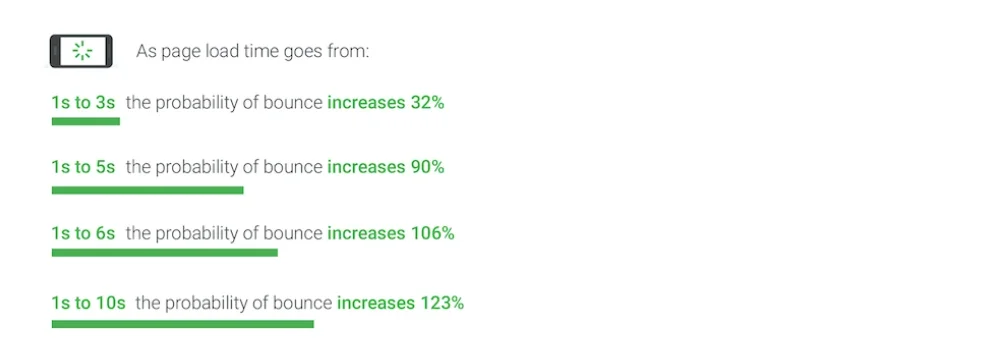 As page load time goes from:
1s to 3s the probability of bounce increases 32%
1s to 5s the probability of bounce increases 90%
1s to 6s the probability of bounce increases 106%
1s to 10s the probability of bounce increases 123%